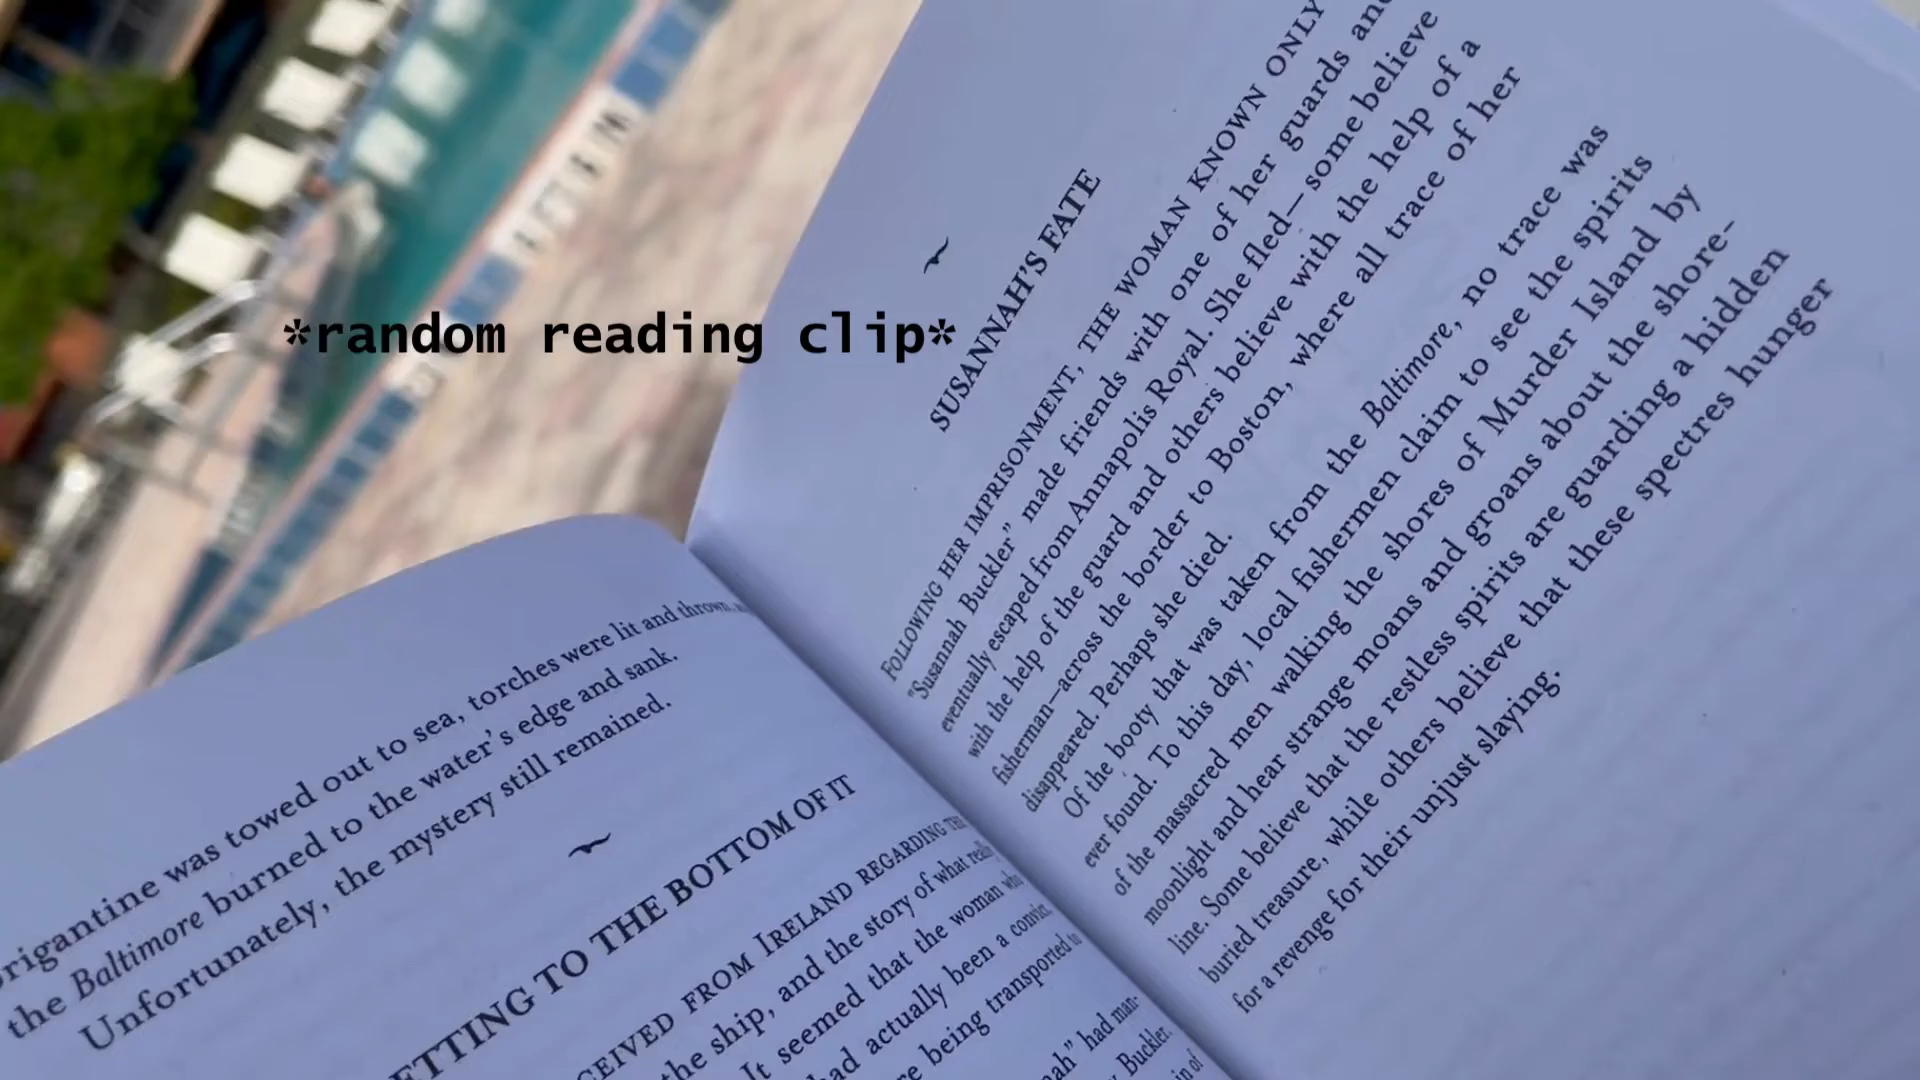 *random reading clip*
was towed out to sea, torches were lit and thrown,
the Baltimore burned to the water's edge and sank.
Unfortunately, the mystery still remained.
TO THE BOTTOM OF IT
FROM IRELAND REGARDING THE
the ship, and the story of what really
It seemed that the woman who
had actually been a convict,
being transported to
had man-
Buckler.
of
SUSANNAH'S FATE
FOLLOWING HER IMPRISONMENT, THE WOMAN KNOWN ONLY
"Susannah Buckler" made friends with one of her guards and
eventually escaped from Annapolis Royal. She fled—some believe
with the help of the guard and others believe with the help of a
fisherman—across the border to Boston, where all trace of her
disappeared. Perhaps she died.
Of the booty that was taken from the Baltimore, no trace was
ever found. To this day, local fishermen claim to see the spirits
of the massacred men walking the shores of Murder Island by
moonlight and hear strange moans and groans about the shore-
line. Some believe that the restless spirits are guarding a hidden
buried treasure, while others believe that these spectres hunger
for a revenge for their unjust slaying.